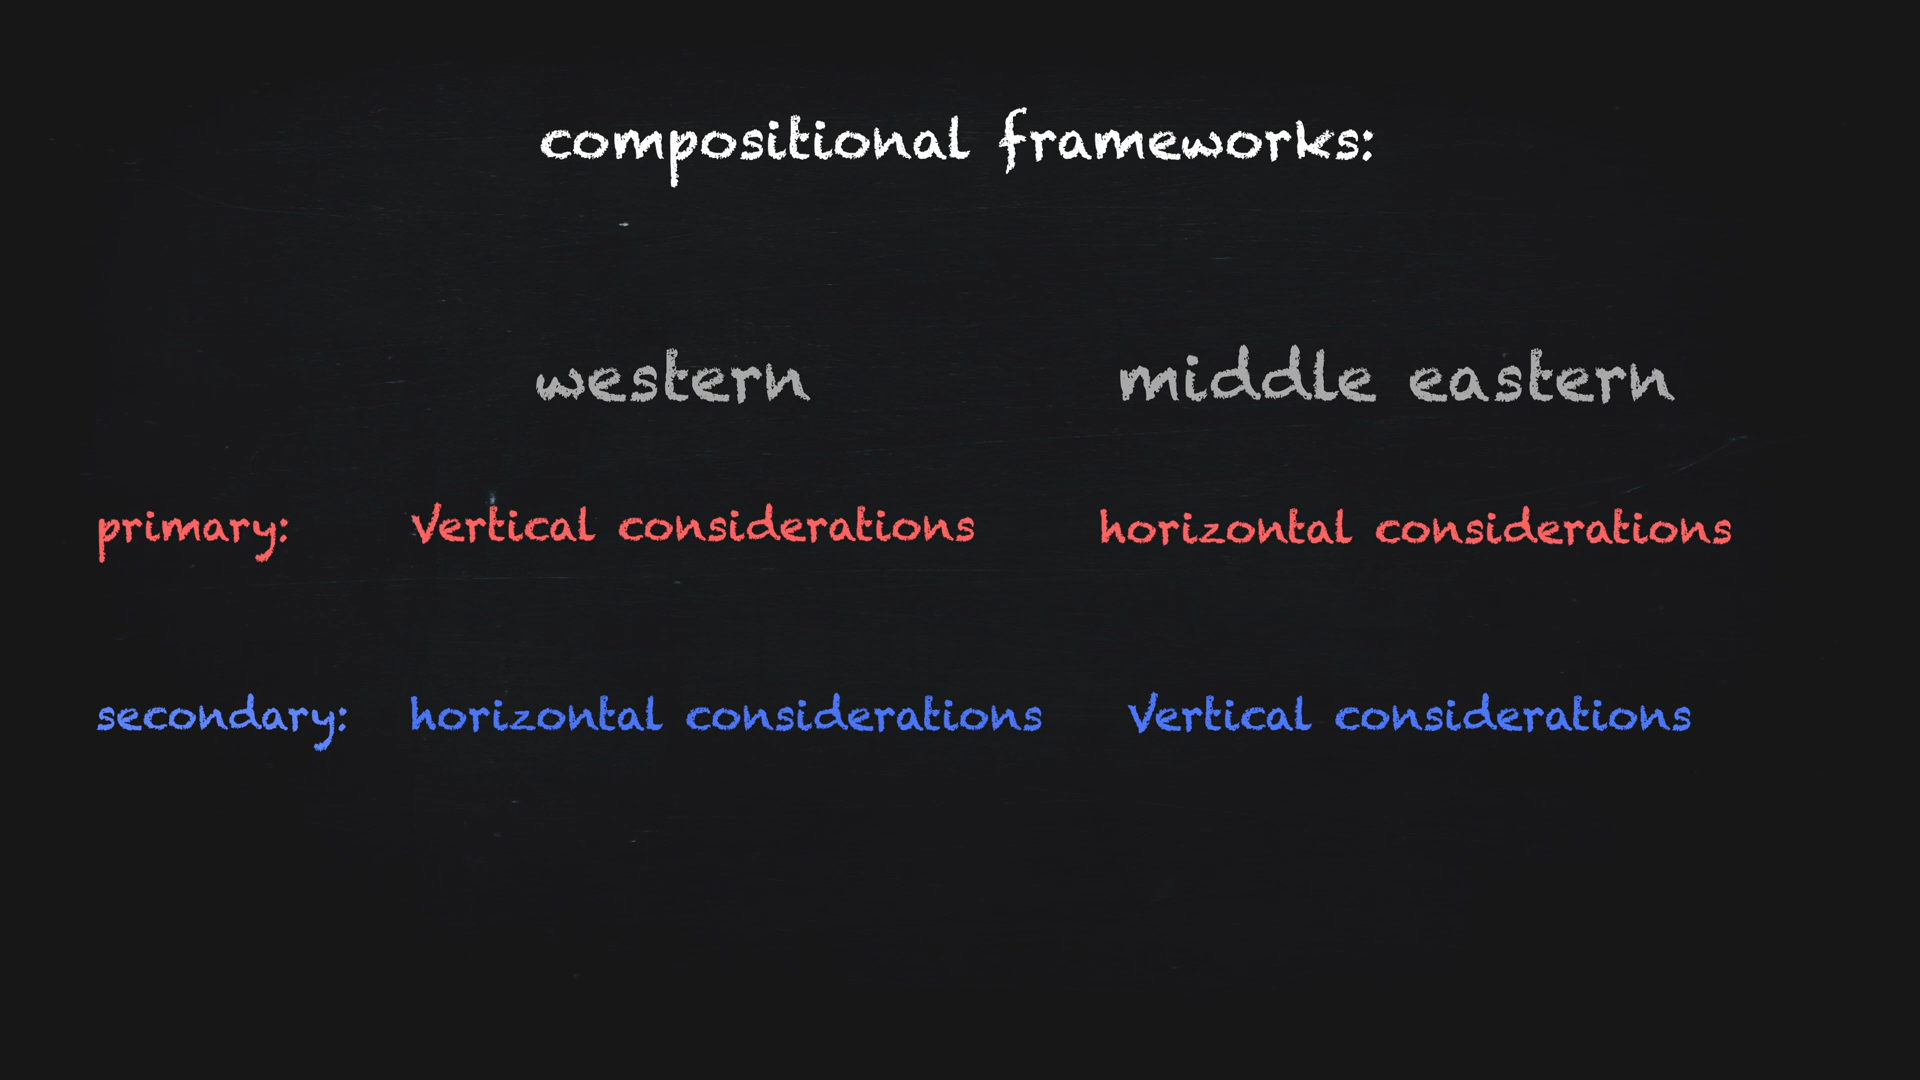 compositional frameworks:
western middle eastern
primary: Vertical considerations horizontal considerations
secondary: horizontal considerations Vertical considerations